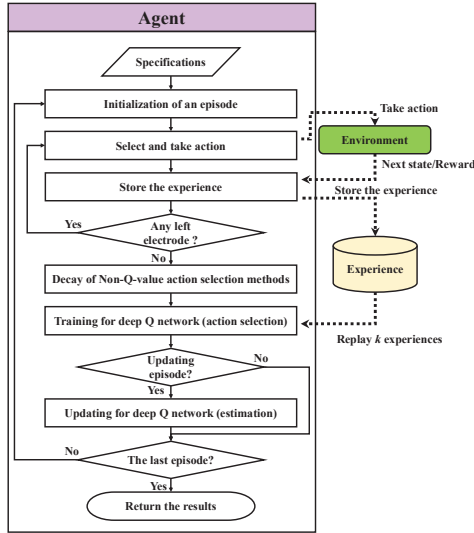 Agent
Specifications
Initialization of an episode
Take action
Select and take action
Environment
Next state/Reward
Store the experience
Store the experience
Yes
Any left
electrode ?
No
Experience
Decay of Non-Q-value action selection methods
Training for deep Q network (action selection)
Replay k experiences
Updating
episode?
No
Yes
Updating for deep Q network (estimation)
No
The last episode?
Yes
Return the results